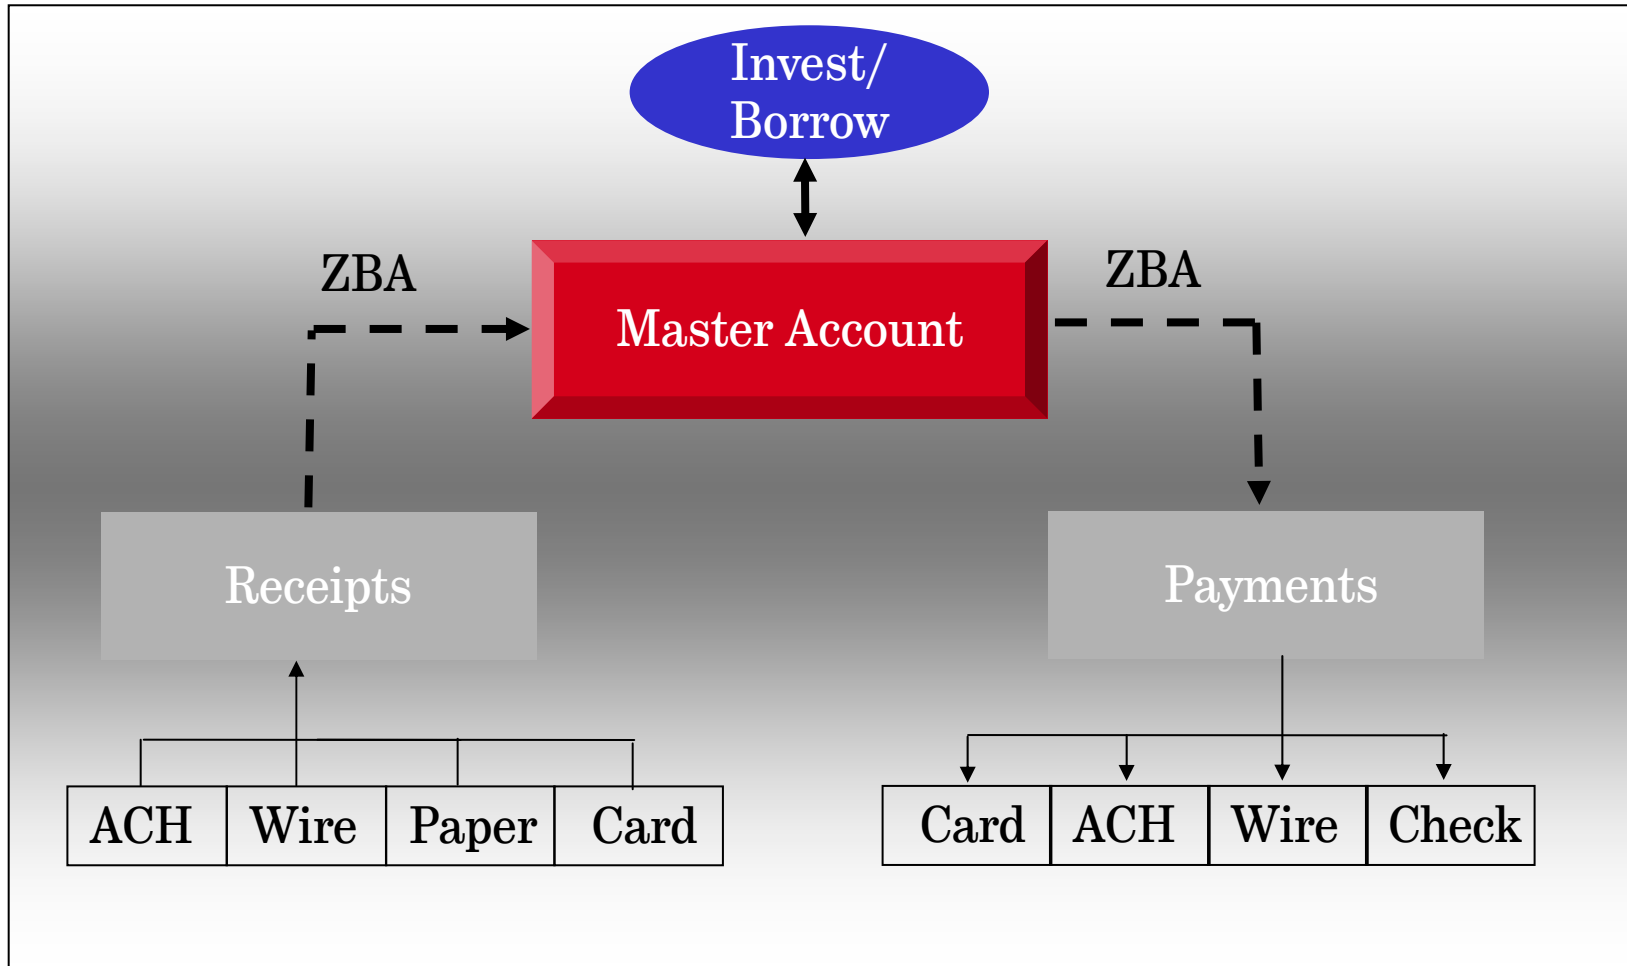 Invest/
Borrow
ZBA
ZBA
Master Account
Receipts
Payments
ACH Wire Paper Card
Card ACH Wire Check